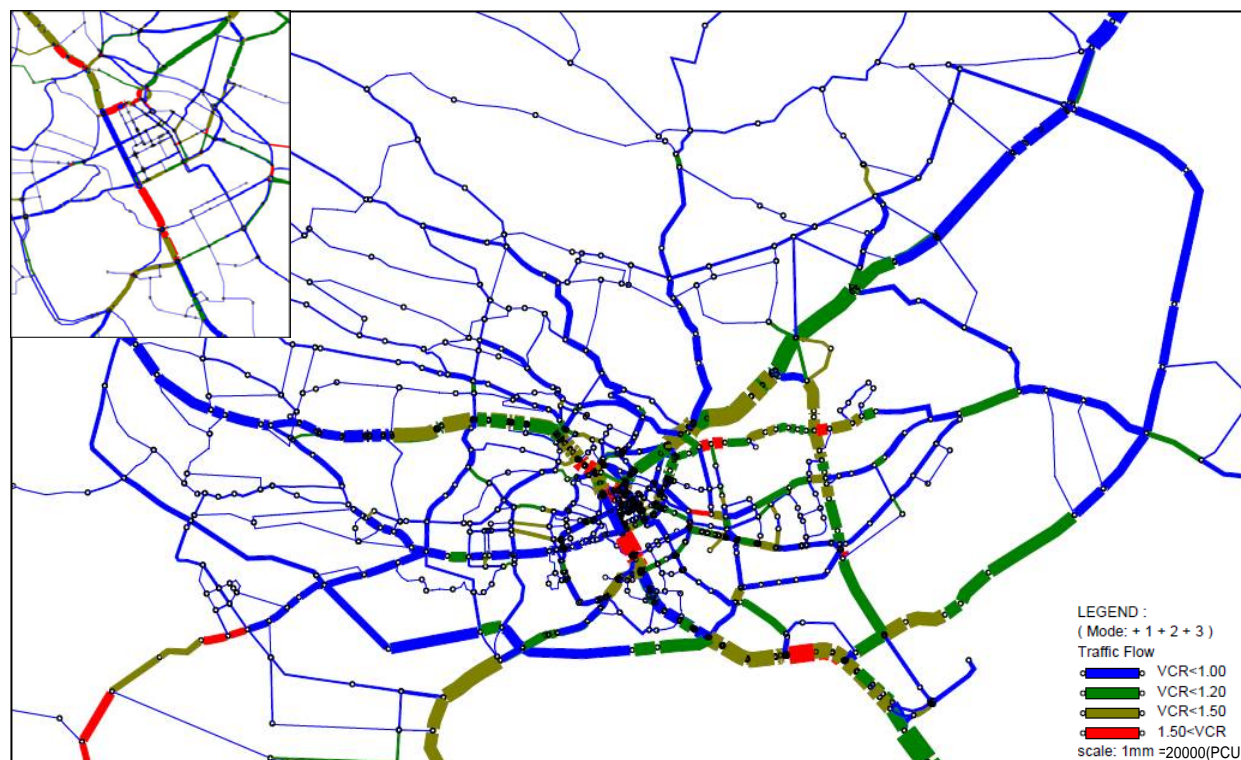 LEGEND :
( Mode: + 1 + 2 + 3 )
Traffic Flow
VCR<1.00
VCR<1.20
VCR<1.50
1.50<VCR
scale: 1mm =20000(PCU